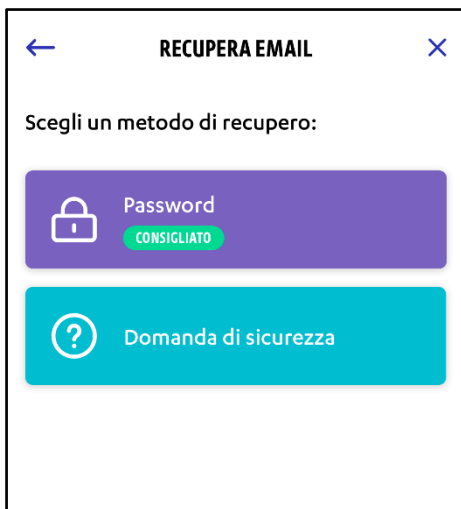 RECUPERA EMAIL
Scegli un metodo di recupero:
Password
CONSIGLIATO
Domanda di sicurezza